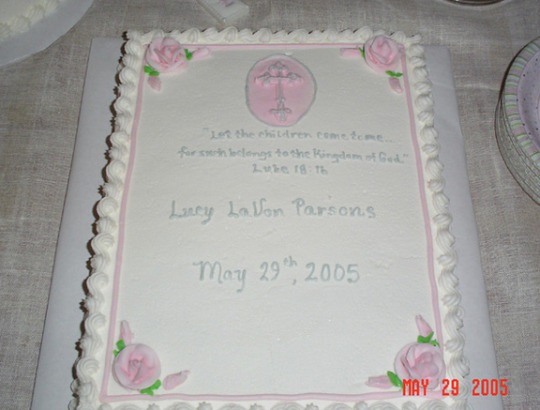 "Let the children come to me..
for such belongs to the Kingdom of God."
Luke 18:16
Lucy LaVon Parsons
May 29th, 2005
MAY 29 2005